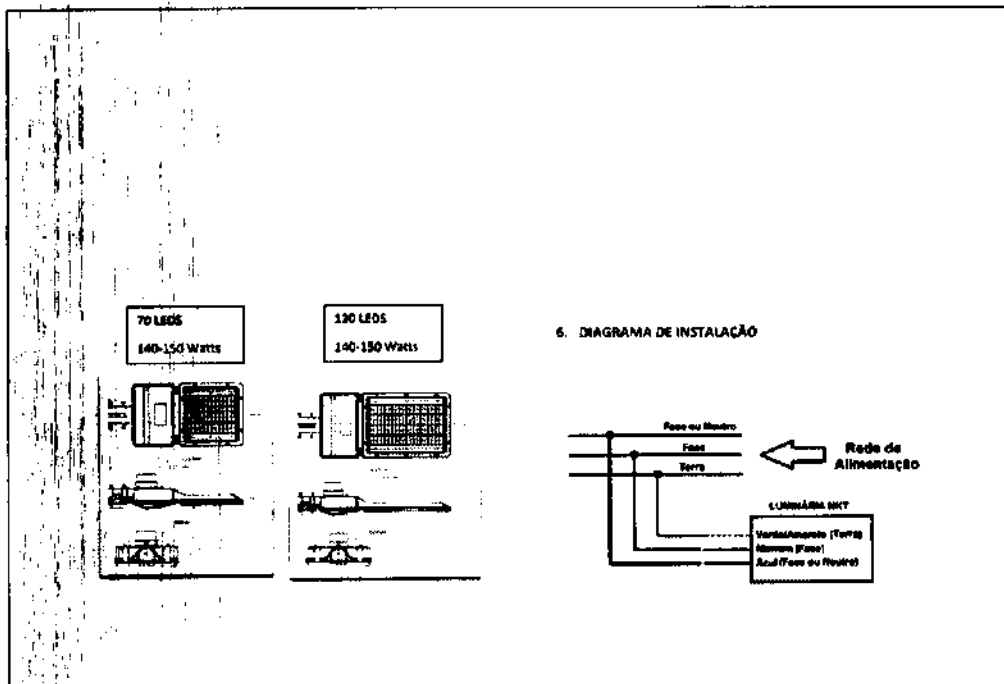 70 LEDS
140-150 Watts
120 LEDS
140-150 Watts
6. DIAGRAMA DE INSTALAÇÃO
Fase ou Neutro
Fase
Terra
Rede de
Alimentação
LUMINÁRIA NKT
Verde/Amarelo (Terra)
Marrom (Fase)
Azul (Fase ou Neutro)